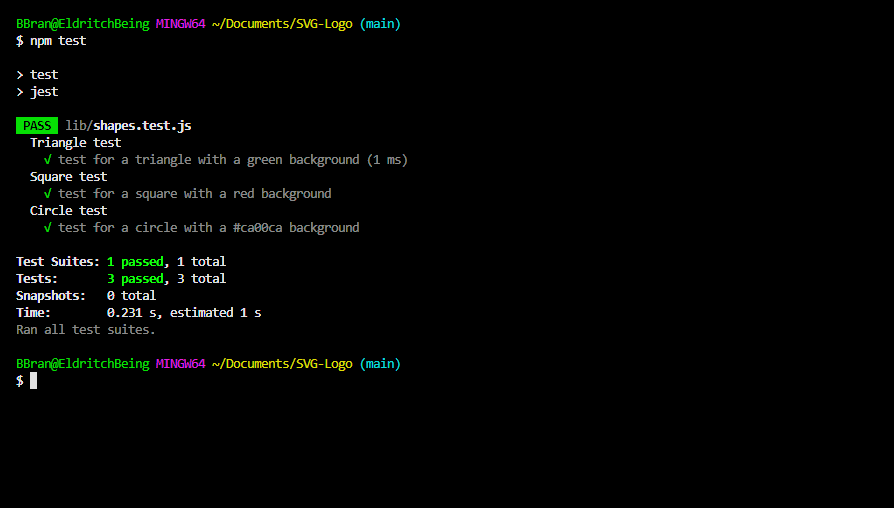 BBran@EldritchBeing MINGW64 ~/Documents/SVG-Logo (main)
$ npm test
> test
> jest
PASS lib/shapes.test.js
Triangle test
√ test for a triangle with a green background (1 ms)
Square test
√ test for a square with a red background
Circle test
√ test for a circle with a #ca00ca background
Test Suites: 1 passed, 1 total
Tests: 3 passed, 3 total
Snapshots: 0 total
Time: 0.231 s, estimated 1 s
Ran all test suites.
BBran@EldritchBeing MINGW64 ~/Documents/SVG-Logo (main)
$